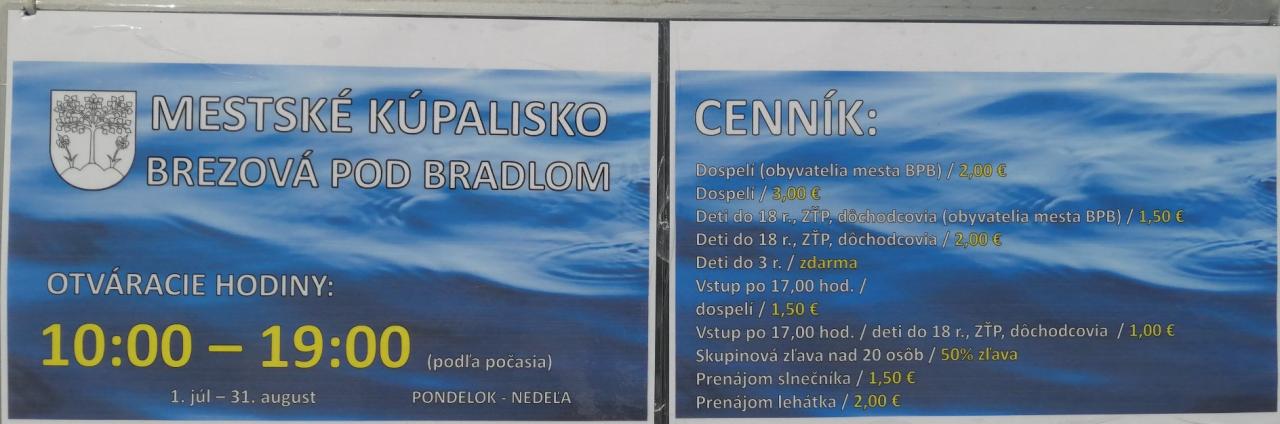 MESTSKÉ KÚPALISKO
BREZOVÁ POD BRADLOM
OTVÁRACIE HODINY:
10:00 – 19:00 (podľa počasia)
1. júl – 31. august PONDELOK - NEDEĽA
CENNÍK:
Dospelí (obyvatelia mesta BPB) / 2,00 €
Dospelí / 3,00 €
Deti do 18 r., ZŤP, dôchodcovia (obyvatelia mesta BPB) / 1,50 €
Deti do 18 r., ZŤP, dôchodcovia / 2,00 €
Deti do 3 r. / zdarma
Vstup po 17,00 hod. /
dospelí / 1,50 €
Vstup po 17,00 hod. / deti do 18 r., ZŤP, dôchodcovia / 1,00 €
Skupinová zľava nad 20 osôb / 50% zľava
Prenájom slnečníka / 1,50 €
Prenájom lehátka / 2,00 €